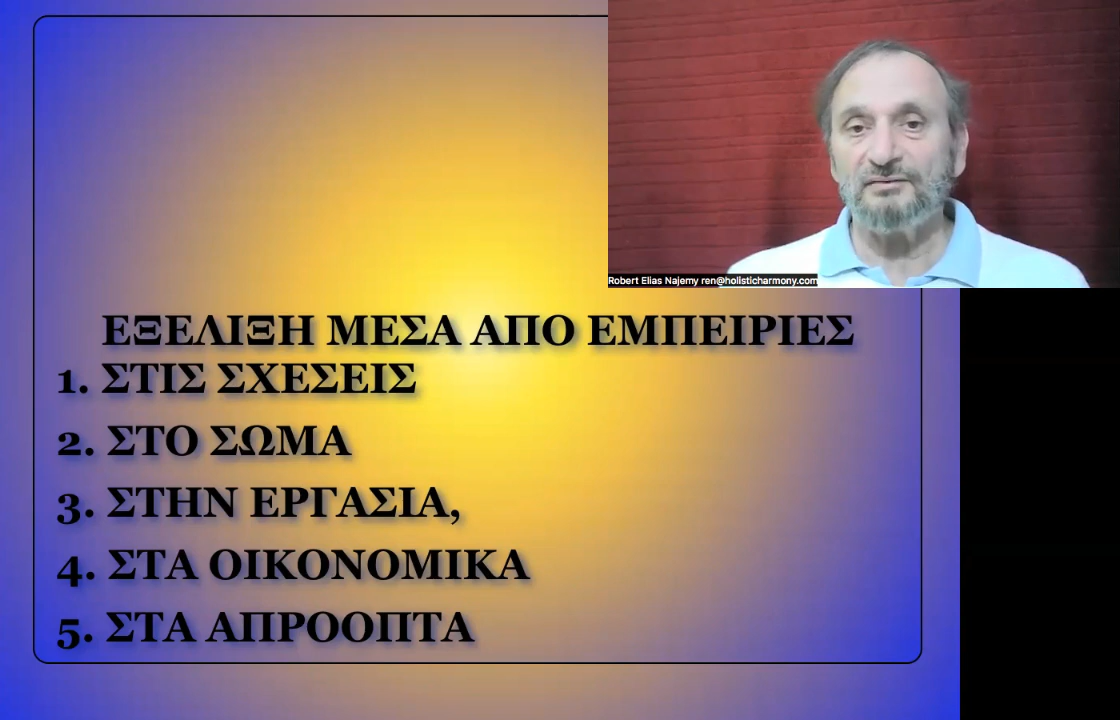 Robert Elias Najemy ren@holisticharmony.com
ΕΞΕΛΙΞΗ ΜΕΣΑ ΑΠΟ ΕΜΠΕΙΡΙΕΣ
1. ΣΤΙΣ ΣΧΕΣΕΙΣ
2. ΣΤΟ ΣΩΜΑ
3. ΣΤΗΝ ΕΡΓΑΣΙΑ,
4. ΣΤΑ ΟΙΚΟΝΟΜΙΚΑ
5. ΣΤΑ ΑΠΡΟΟΠΤΑ